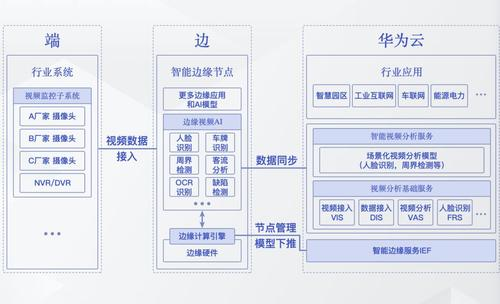 端
行业系统
视频监控子系统
A厂家 摄像头
B厂家 摄像头
C厂家 摄像头
NVR/DVR
视频数据
接入
边
智能边缘节点
更多边缘应用
和AI模型
边缘视频AI
人脸
识别
车牌
识别
周界
检测
客流
分析
OCR
识别
缺陷
检测
边缘计算引擎
边缘硬件
数据同步
节点管理
模型下推
华为云
行业应用
智慧园区
工业互联网
车联网
能源电力
智能视频分析服务
场景化视频分析模型
(人脸识别，周界检测等)
视频分析基础服务
视频接入
VIS
数据接入
DIS
视频分析
VAS
人脸识别
FRS
智能边缘服务IEF